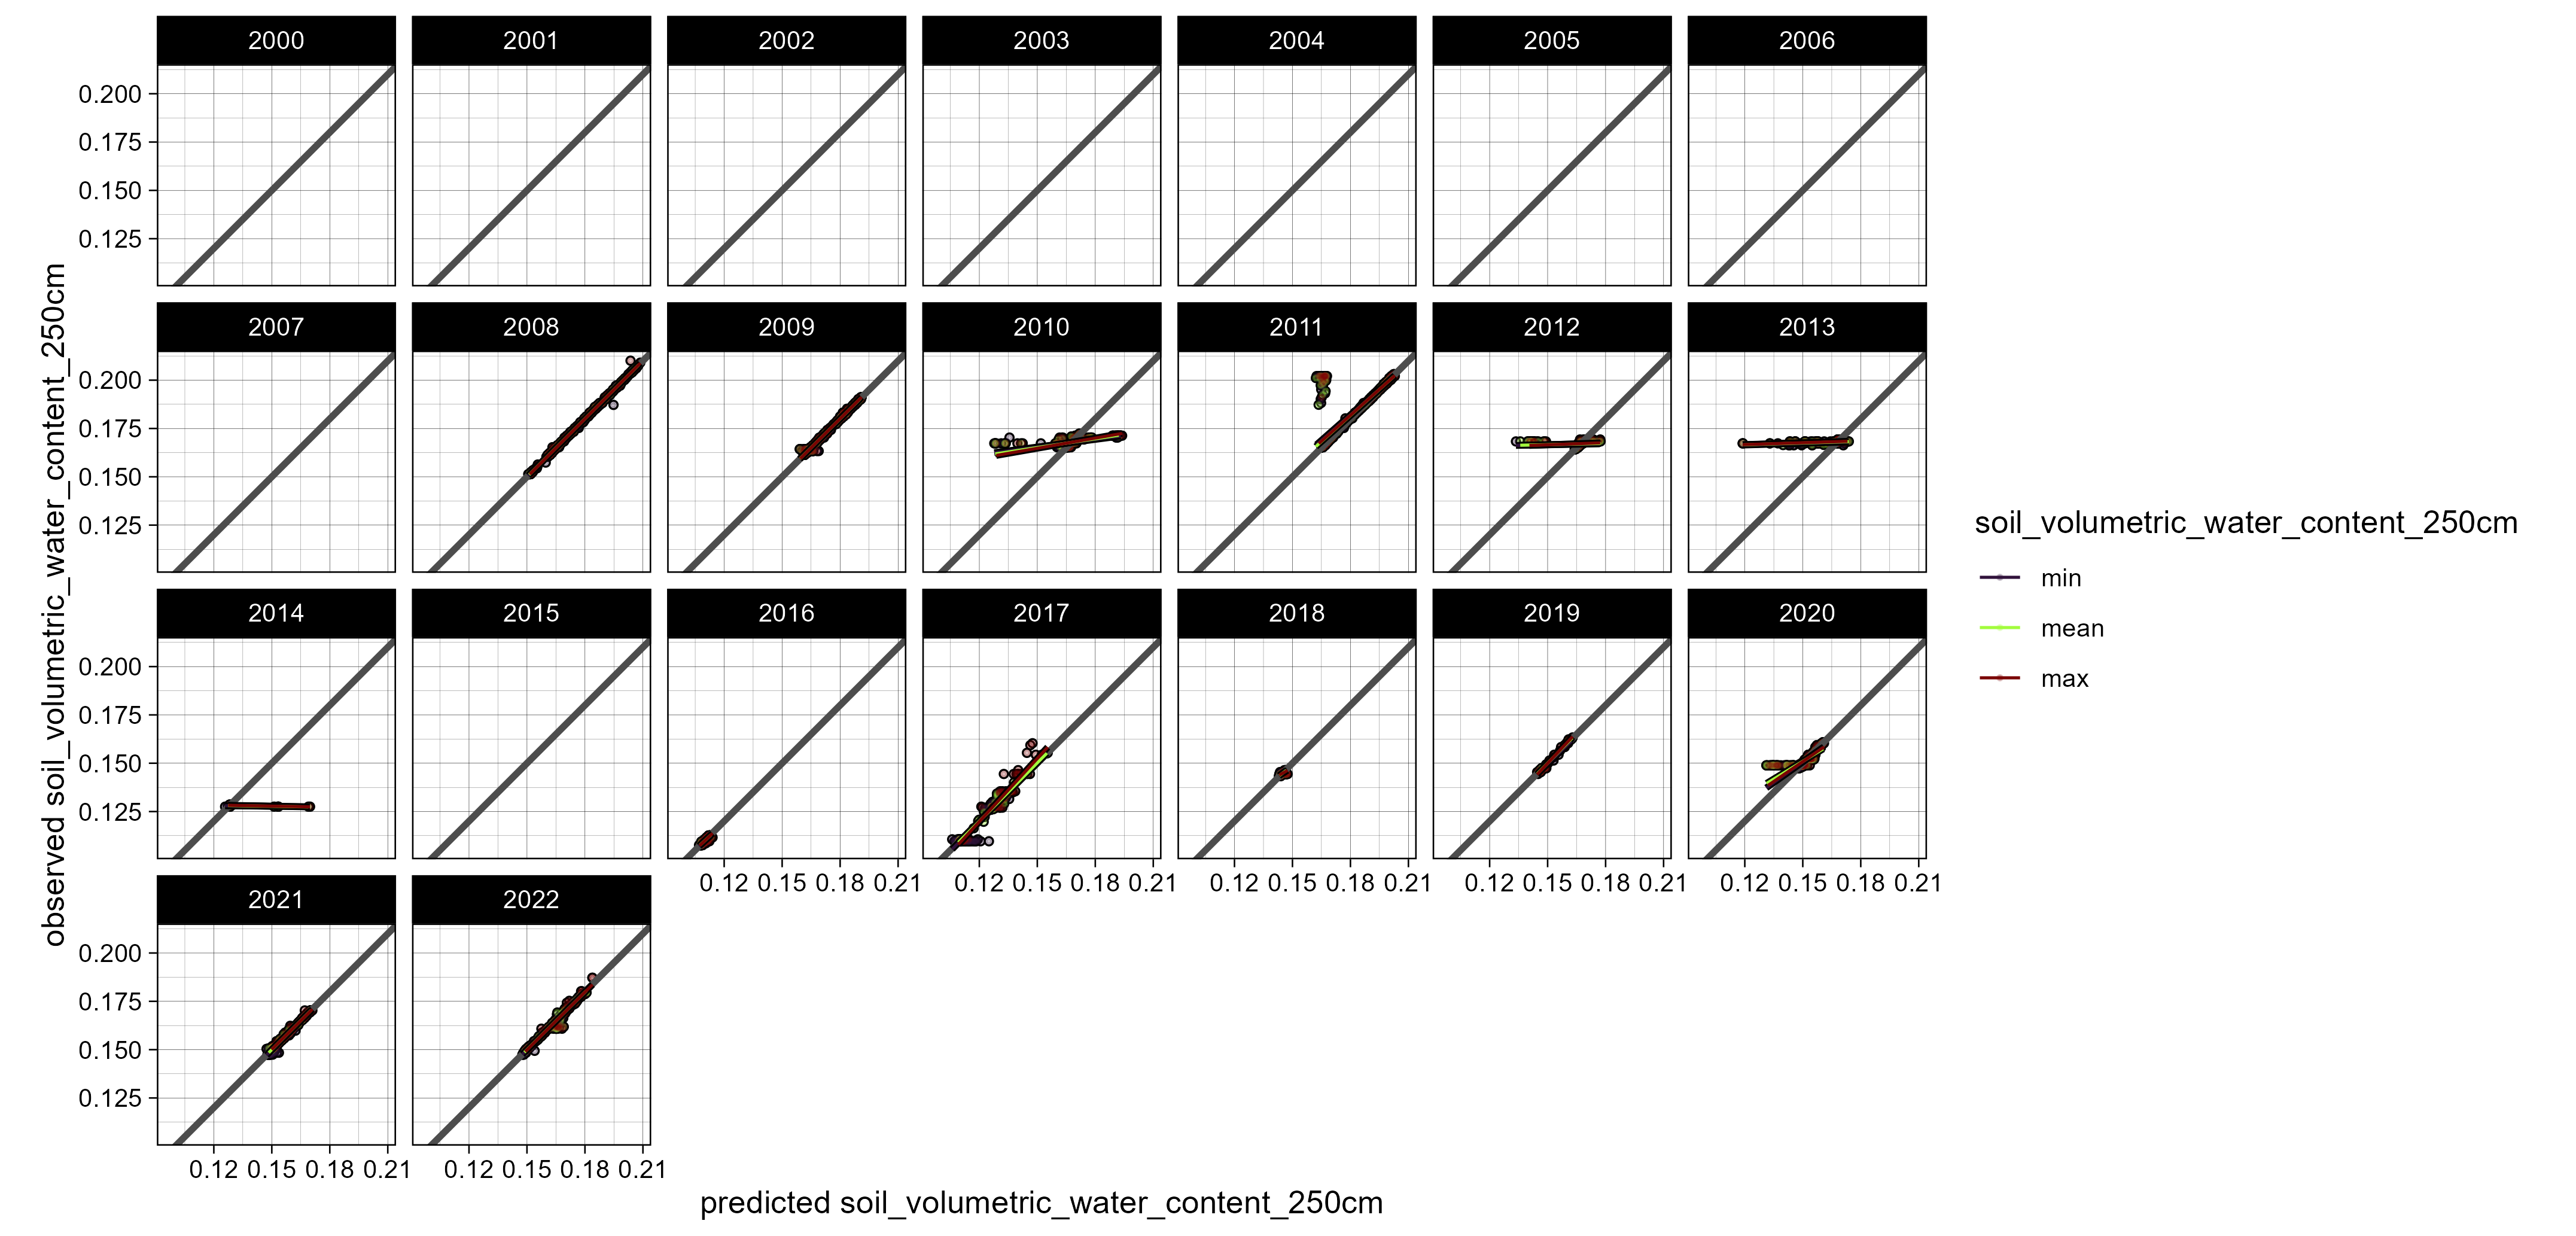 2000 2001 2002 2003 2004 2005 2006
0.200
0.175
0.150
0.125
2007 2008 2009 2010 2011 2012 2013
0.200
0.175
0.150
0.125
2014 2015 2016 2017 2018 2019 2020
0.200
0.175
0.150
0.125
0.12 0.15 0.18 0.21 0.12 0.15 0.18 0.21 0.12 0.15 0.18 0.21 0.12 0.15 0.18 0.21 0.12 0.15 0.18 0.21
2021 2022
0.200
0.175
0.150
0.125
0.12 0.15 0.18 0.21 0.12 0.15 0.18 0.21
observed soil_volumetric_water_content_250cm
predicted soil_volumetric_water_content_250cm
soil_volumetric_water_content_250cm
min
mean
max